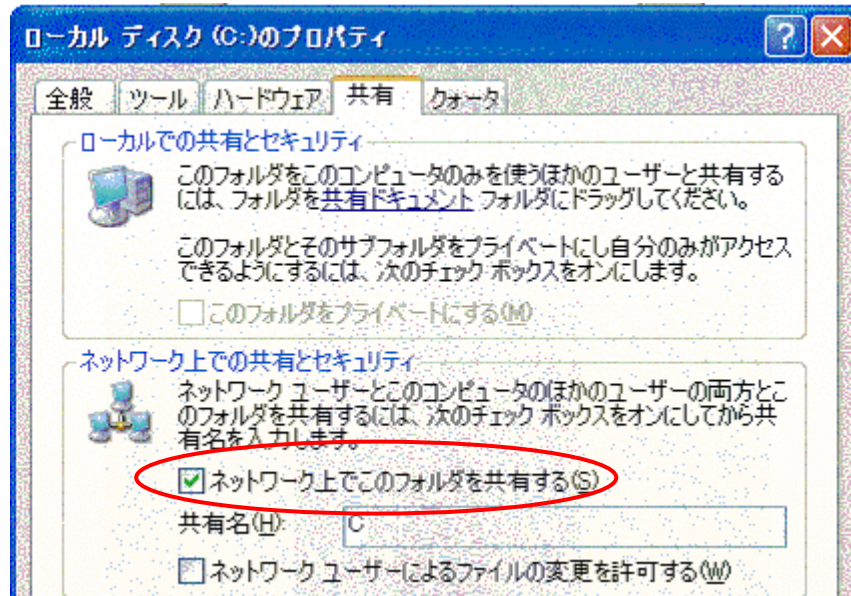 ローカル ディスク (C:)のプロパティ
全般 ツール ハードウェア 共有 クォータ
ローカルでの共有とセキュリティ
このフォルダをこのコンピュータのみを使うほかのユーザーと共有する
には、フォルダを共有ドキュメント フォルダにドラッグしてください。
このフォルダとそのサブフォルダをプライベートにし自分のみがアクセス
できるようにするには、次のチェック ボックスをオンにします。
このフォルダをプライベートにする(M)
ネットワーク上での共有とセキュリティ
ネットワーク ユーザーとこのコンピュータのほかのユーザーの両方とこ
のフォルダを共有するには、次のチェック ボックスをオンにしてから共
有名を入力します。
ネットワーク上でこのフォルダを共有する(S)
共有名(H): C
ネットワーク ユーザーによるファイルの変更を許可する(W)